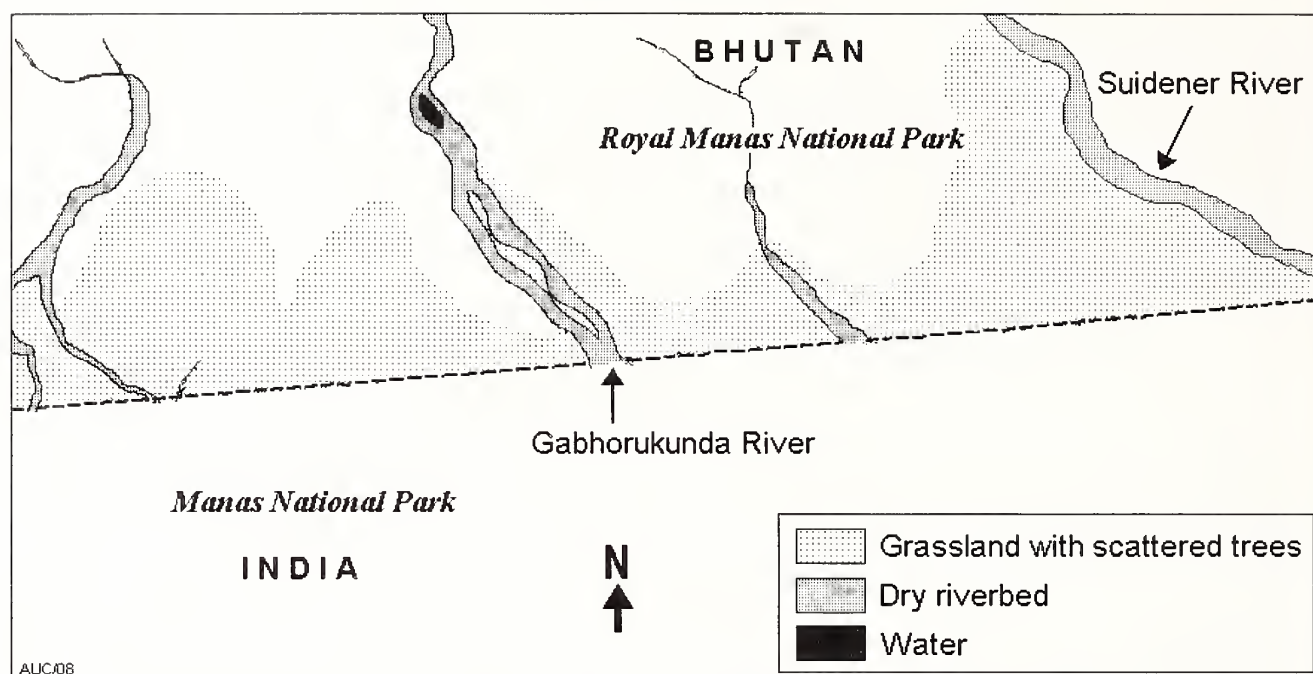 BHUTAN
Suidener River
Royal Manas National Park
Gabhorukunda River
Manas National Park
INDIA
N
Grassland with scattered trees
Dry riverbed
Water
AUC/08